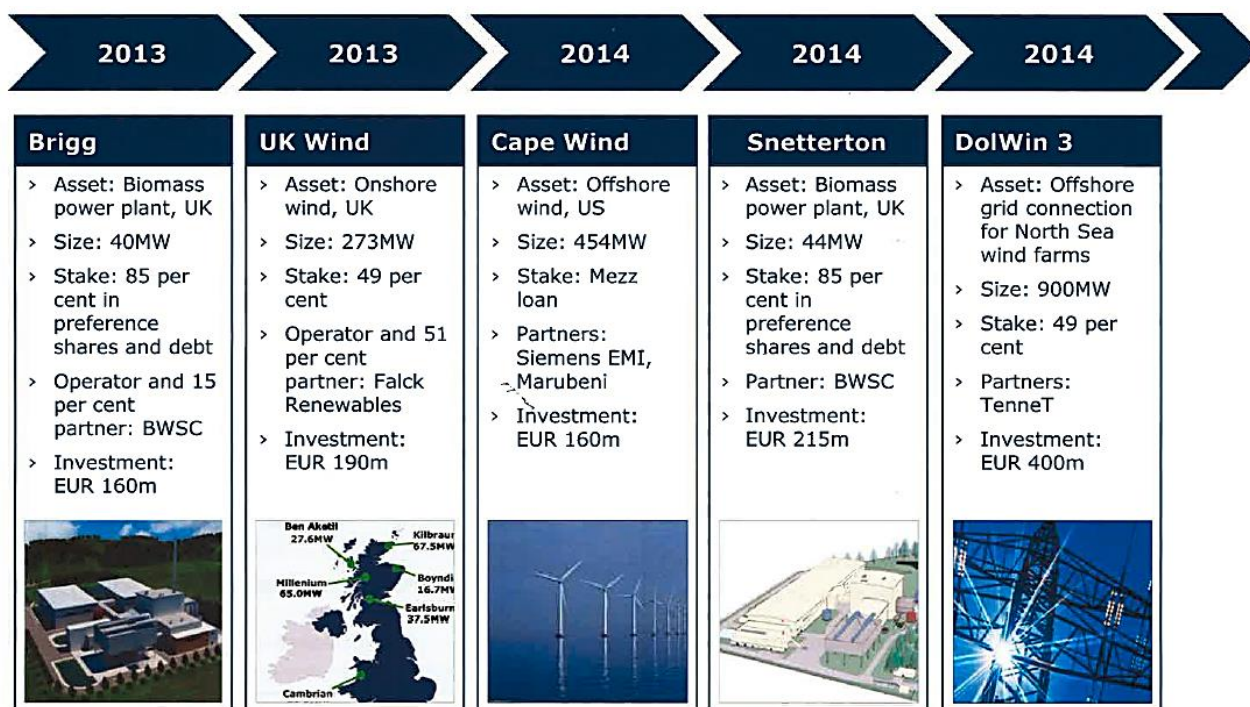 2013
2013
2014
2014
2014
Brigg
› Asset: Biomass
power plant, UK
› Size: 40MW
› Stake: 85 per
cent in
preference
shares and debt
› Operator and 15
per cent
partner: BWSC
› Investment:
EUR 160m
UK Wind
› Asset: Onshore
wind, UK
› Size: 273MW
› Stake: 49 per
cent
› Operator and 51
per cent
partner: Falck
Renewables
› Investment:
EUR 190m
Ben Aketil
27.6MW
Kilbraur
67.5MW
Millenium
65.0MW
Boyndi
16.7MW
Earlsburn
37.5MW
Cambrian
Cape Wind
› Asset: Offshore
wind, US
› Size: 454MW
› Stake: Mezz
loan
› Partners:
Siemens EMI,
Marubeni
› Investment:
EUR 160m
Snetterton
› Asset: Biomass
power plant, UK
› Size: 44MW
› Stake: 85 per
cent in
preference
shares and debt
› Partner: BWSC
› Investment:
EUR 215m
DolWin 3
› Asset: Offshore
grid connection
for North Sea
wind farms
› Size: 900MW
› Stake: 49 per
cent
› Partners:
TenneT
› Investment:
EUR 400m